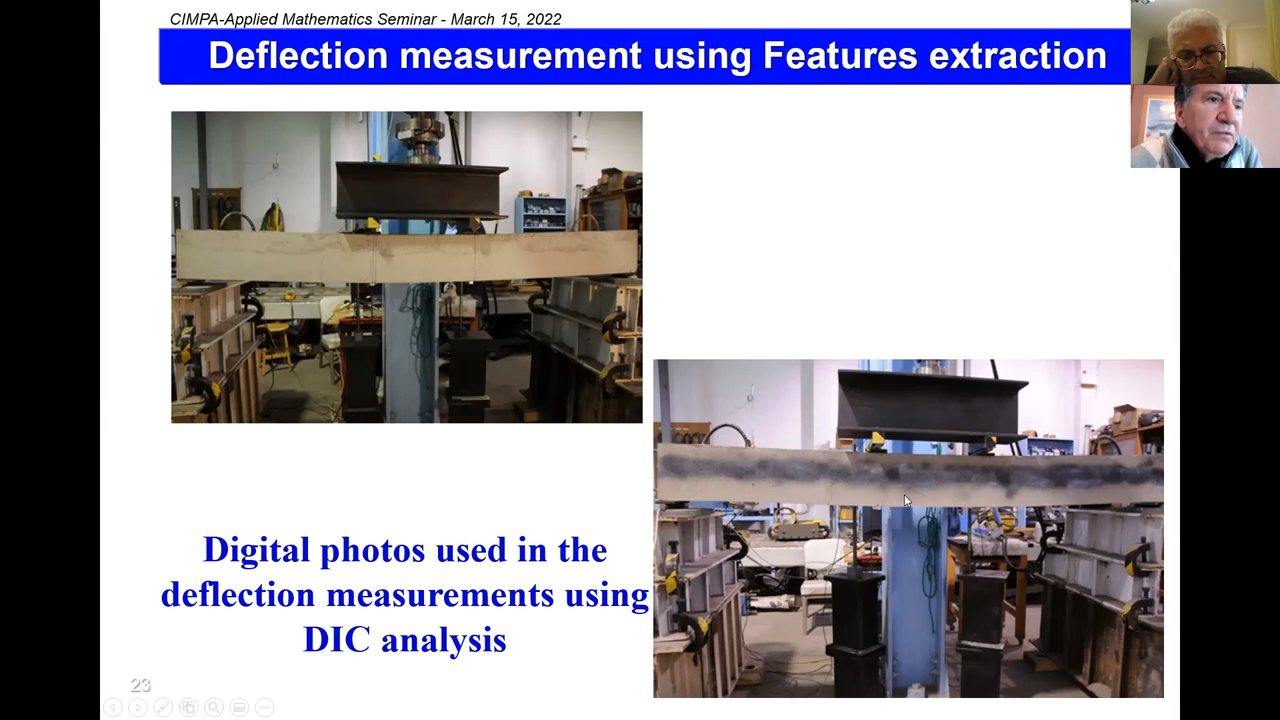 CIMPA-Applied Mathematics Seminar - March 15, 2022
Deflection measurement using Features extraction
Digital photos used in the
deflection measurements using
DIC analysis
23